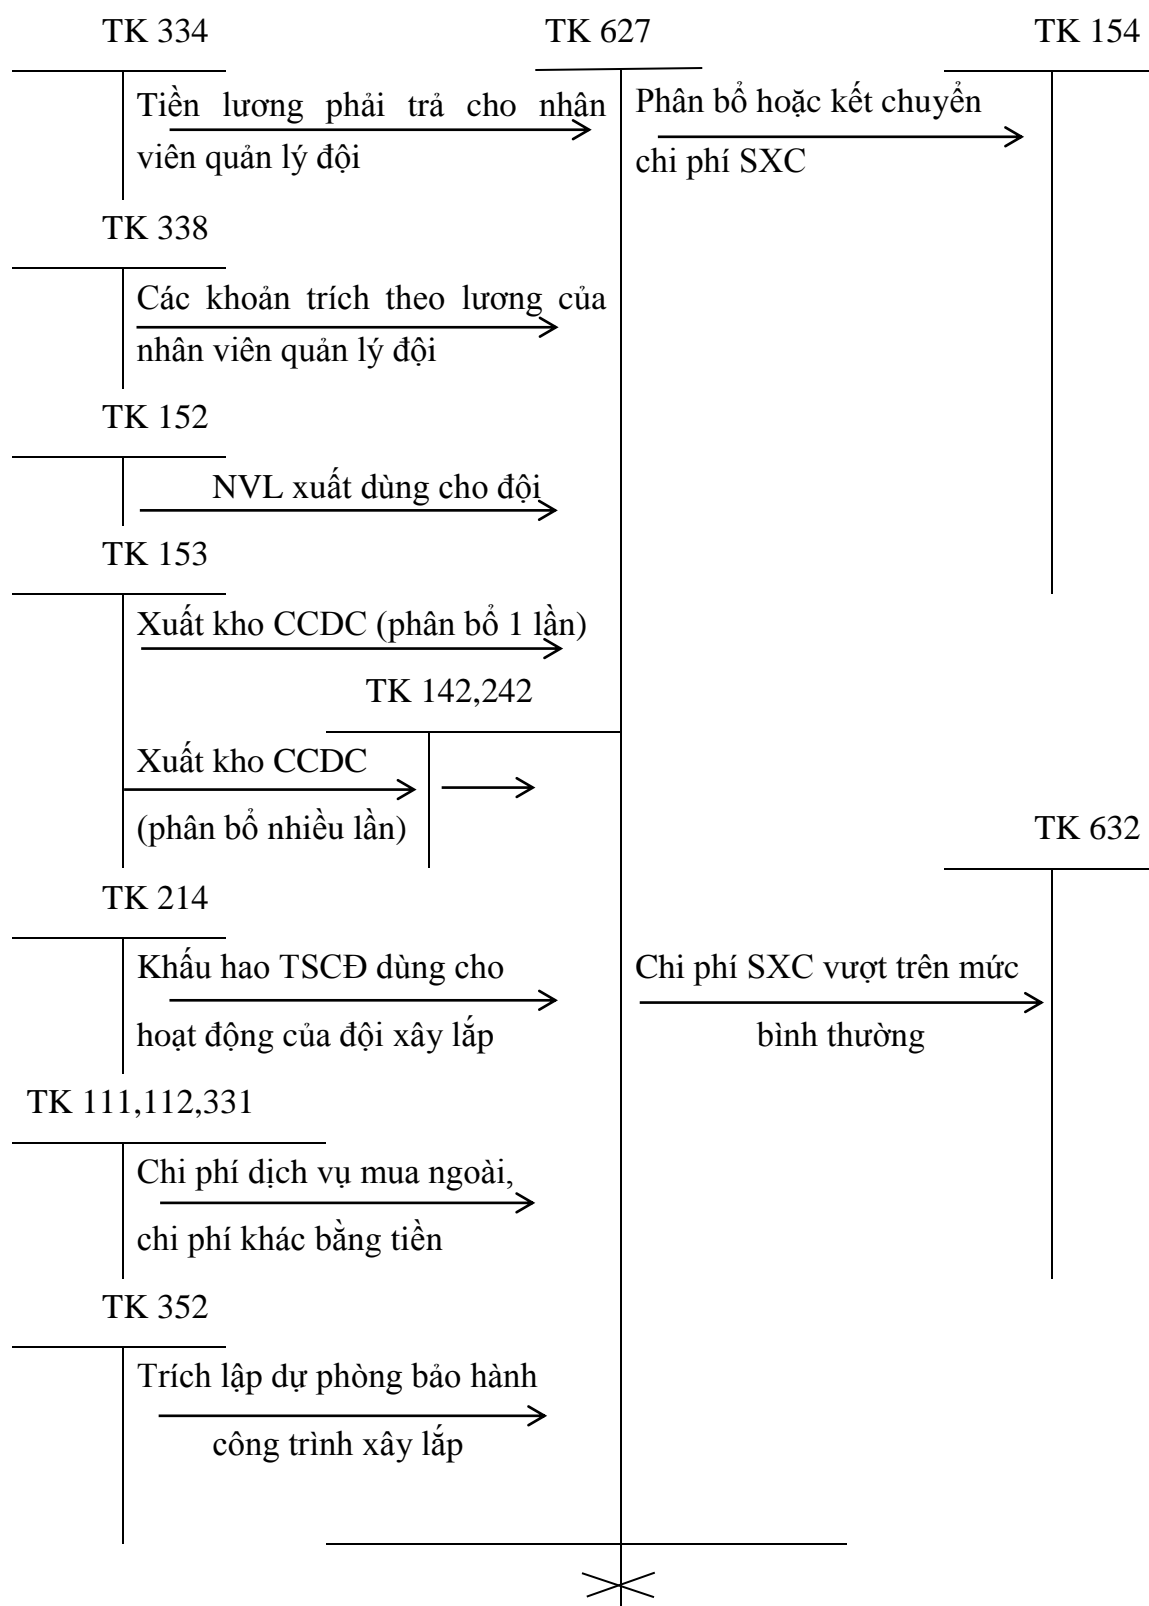 TK 334
TK 627
TK 154
Tiền lương phải trả cho nhân
viên quản lý đội
Phân bổ hoặc kết chuyển
chi phí SXC
TK 338
Các khoản trích theo lương của
nhân viên quản lý đội
TK 152
NVL xuất dùng cho đội
TK 153
Xuất kho CCDC (phân bổ 1 lần)
TK 142,242
Xuất kho CCDC
(phân bổ nhiều lần)
TK 632
TK 214
Khấu hao TSCĐ dùng cho
hoạt động của đội xây lắp
Chi phí SXC vượt trên mức
bình thường
TK 111,112,331
Chi phí dịch vụ mua ngoài,
chi phí khác bằng tiền
TK 352
Trích lập dự phòng bảo hành
công trình xây lắp